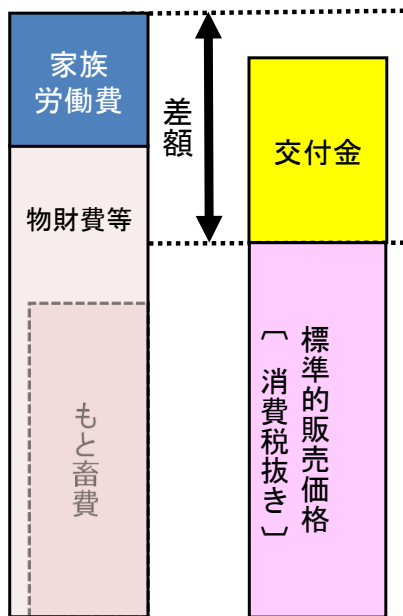 家族
労働費
差額
交付金
物財費等
標準的販売価格
〔消費税抜き〕
もと畜費